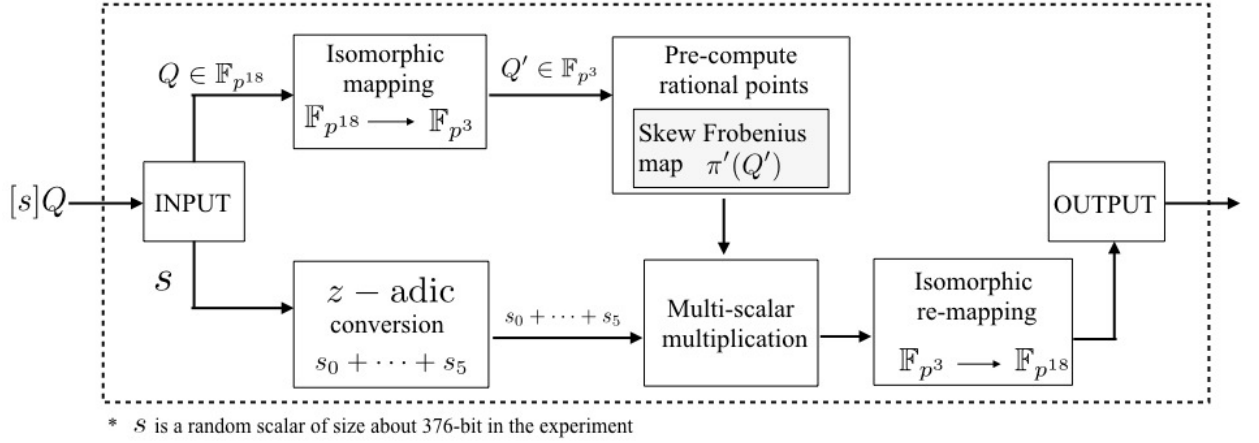 [s]Q
INPUT
Q ∈ 𝔽_{p^{18}}
Isomorphic
mapping
𝔽_{p^{18}} → 𝔽_{p^3}
Q′ ∈ 𝔽_{p^3}
Pre-compute
rational points
Skew Frobenius
map π′(Q′)
s
z − adic
conversion
s_0 + ⋯ + s_5
s_0 + ⋯ + s_5
Multi-scalar
multiplication
Isomorphic
re-mapping
𝔽_{p^3} → 𝔽_{p^{18}}
OUTPUT
* s is a random scalar of size about 376-bit in the experiment